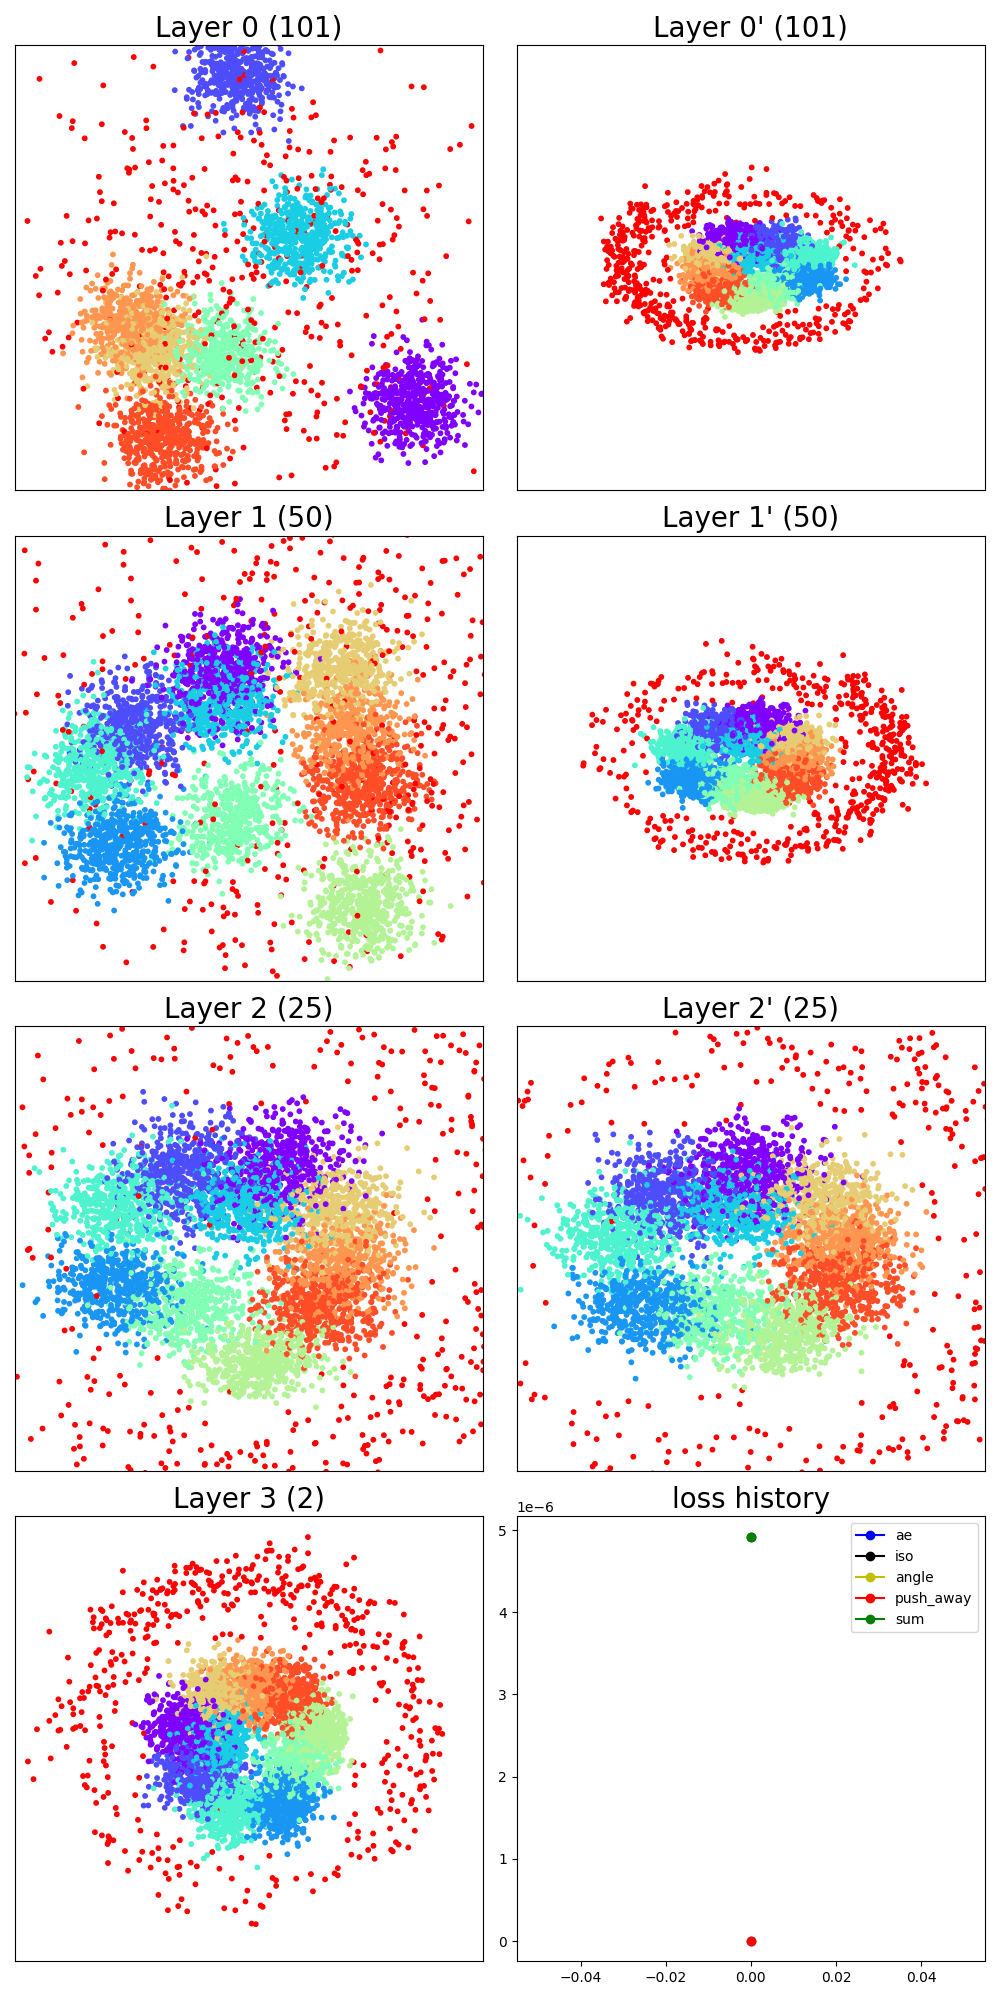 Layer 0 (101)
Layer 0' (101)
Layer 1 (50)
Layer 1' (50)
Layer 2 (25)
Layer 2' (25)
Layer 3 (2)
loss history
1e−6
5
4
3
2
1
0
ae
iso
angle
push_away
sum
−0.04
−0.02
0.00
0.02
0.04